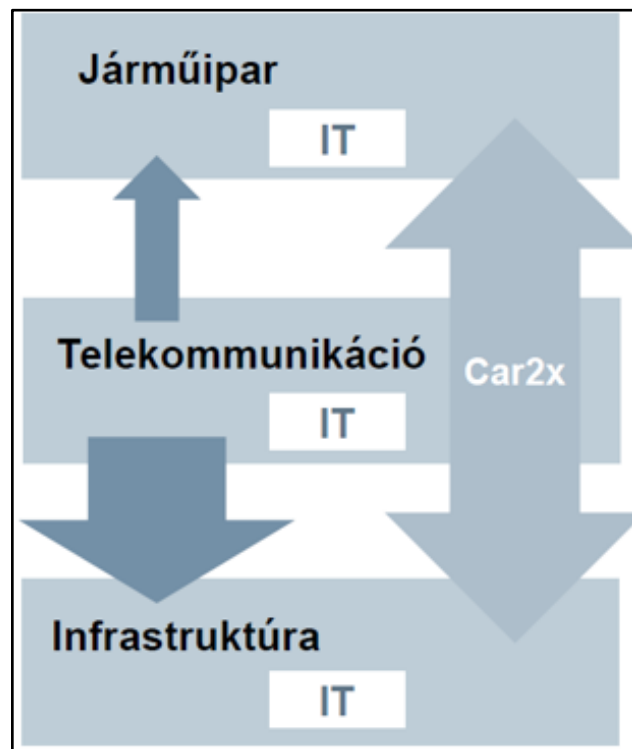 Járműipar
IT
Telekommunikáció
Car2x
IT
Infrastruktúra
IT